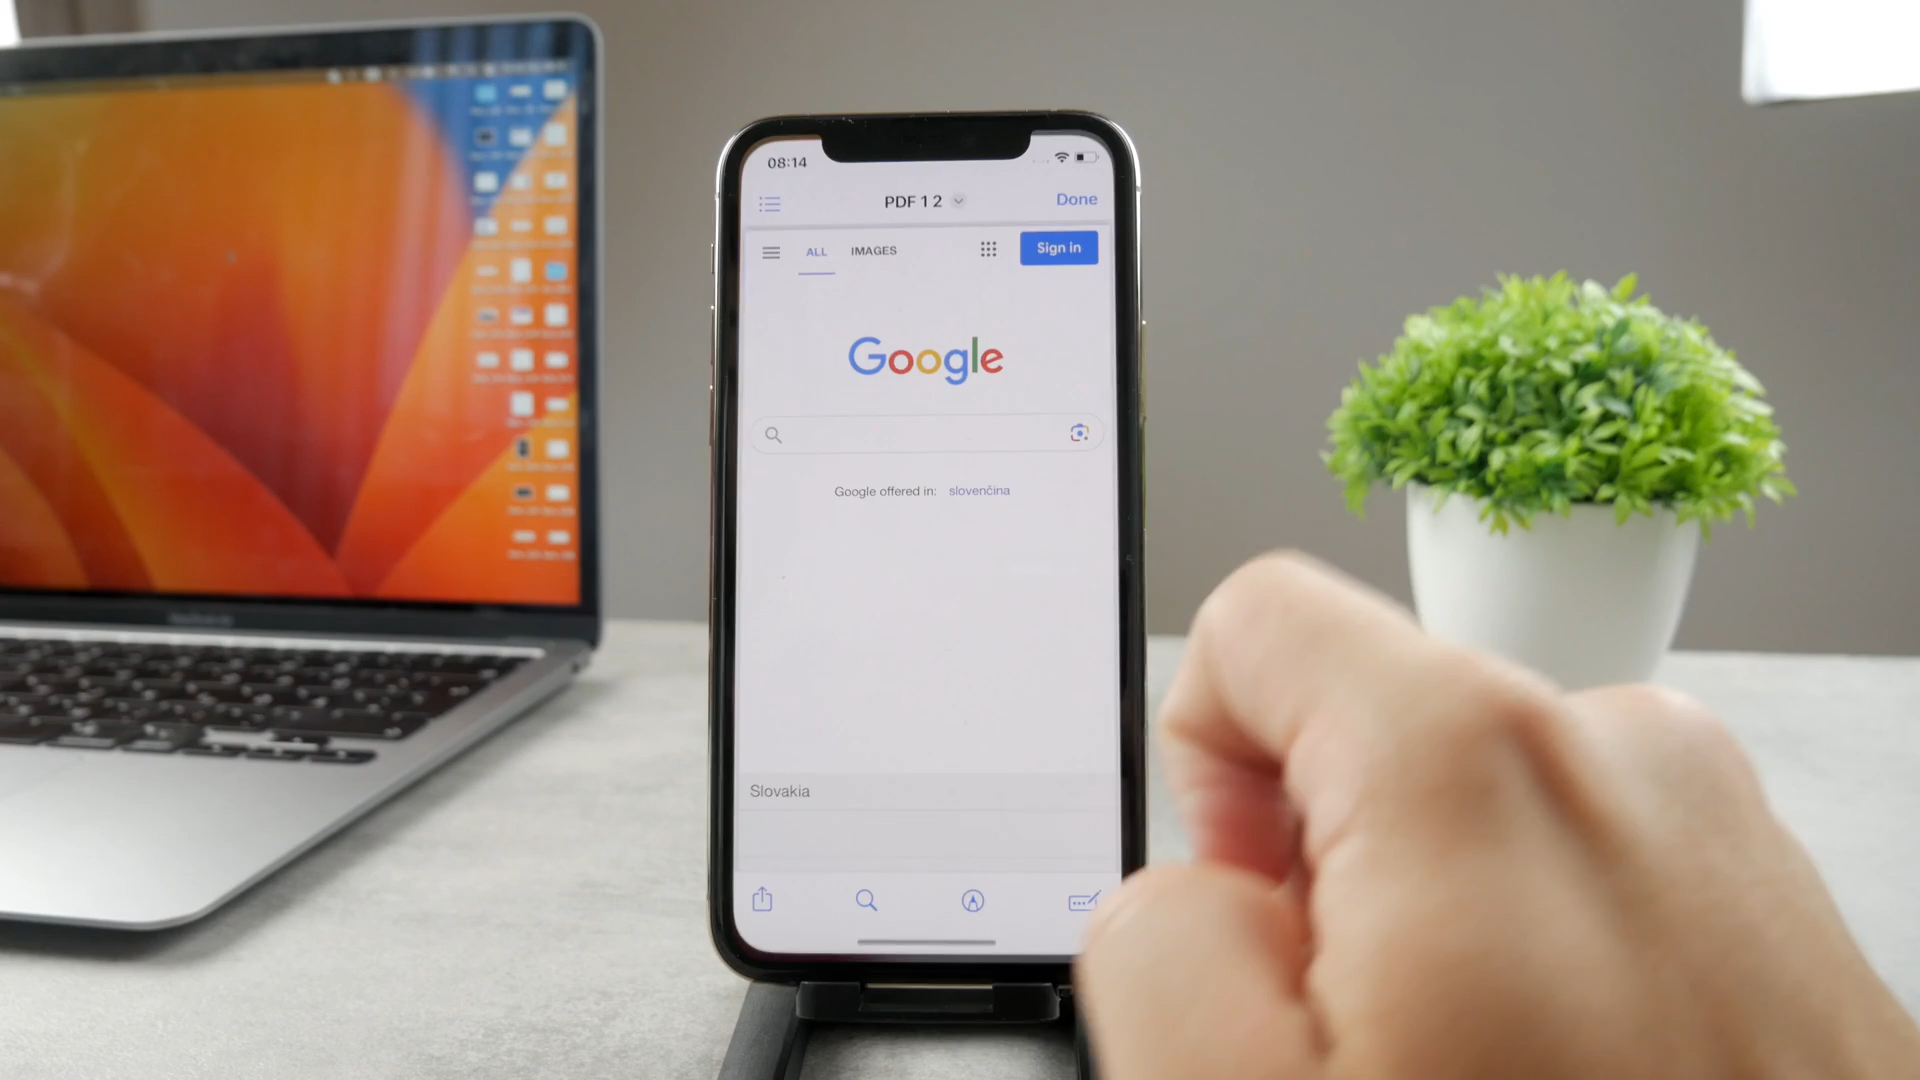 08:14
PDF 1 2
Done
ALL IMAGES
Sign in
Google
Google offered in: slovenčina
Slovakia